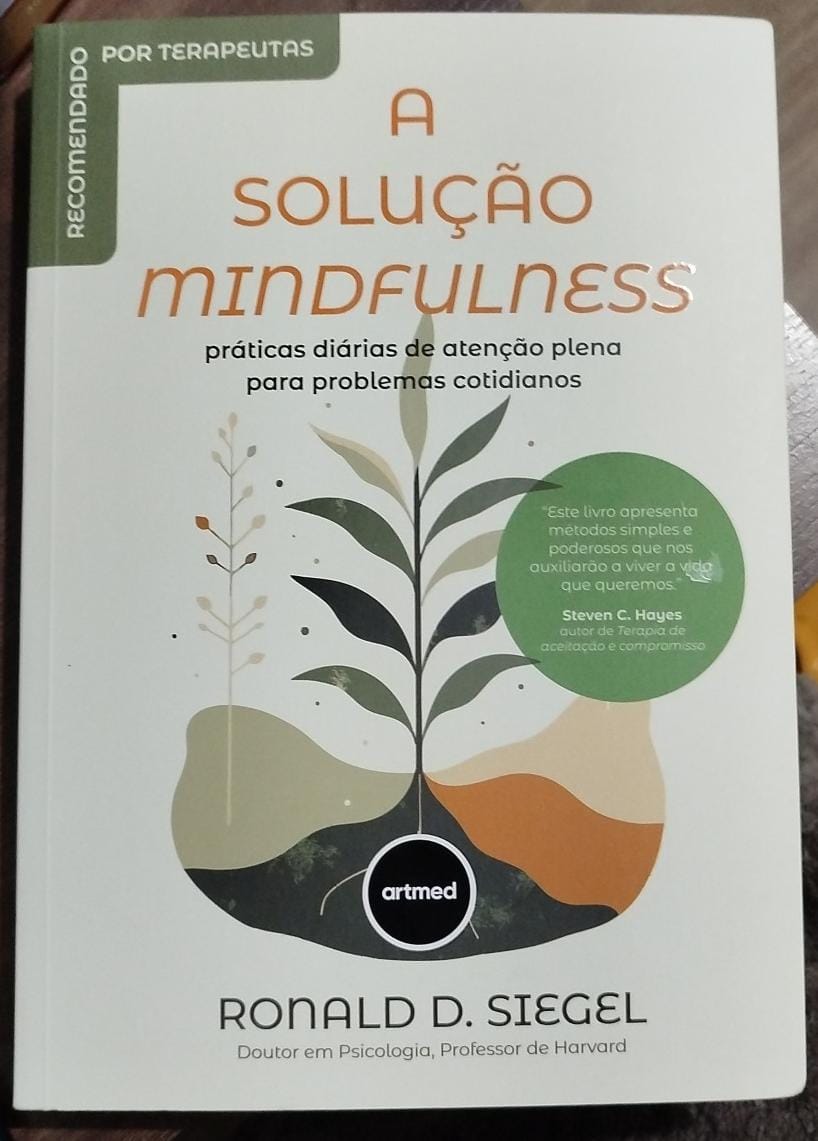 RECOMENDADO
POR TERAPEUTAS
A
SOLUÇÃO
MINDFULNESS
práticas diárias de atenção plena
para problemas cotidianos
“Este livro apresenta
métodos simples e
poderosos que nos
auxiliarão a viver a vida
que queremos.”
Steven C. Hayes
autor de Terapia de
aceitação e compromisso
artmed
RONALD D. SIEGEL
Doutor em Psicologia, Professor de Harvard